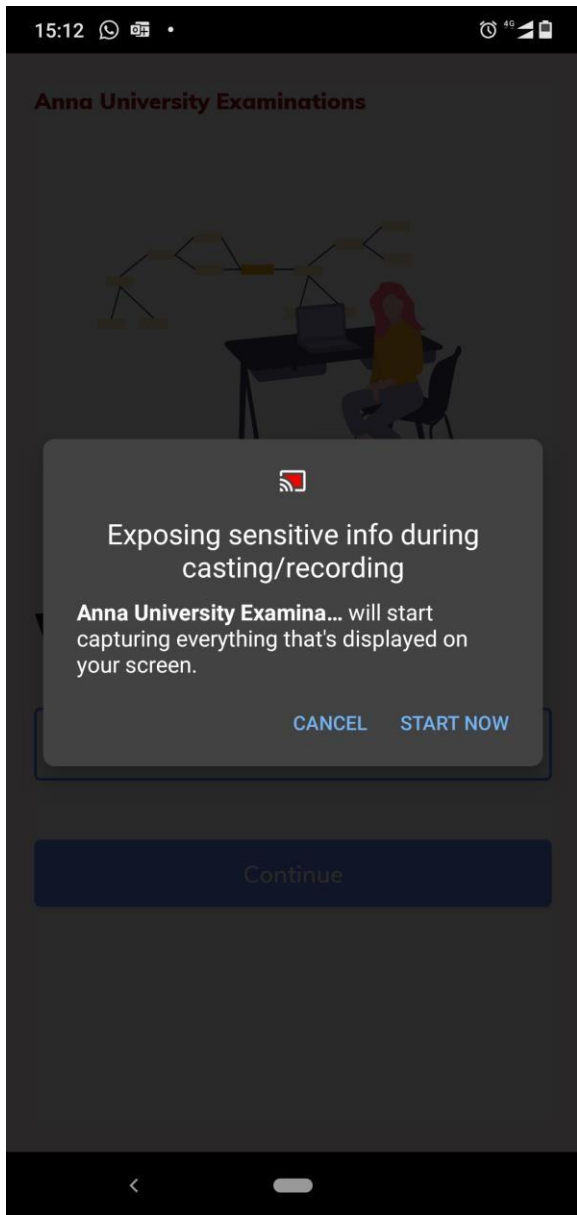 15:12
4G
Anna University Examinations
Exposing sensitive info during
casting/recording
Anna University Examina... will start
capturing everything that's displayed on
your screen.
CANCEL START NOW
Continue